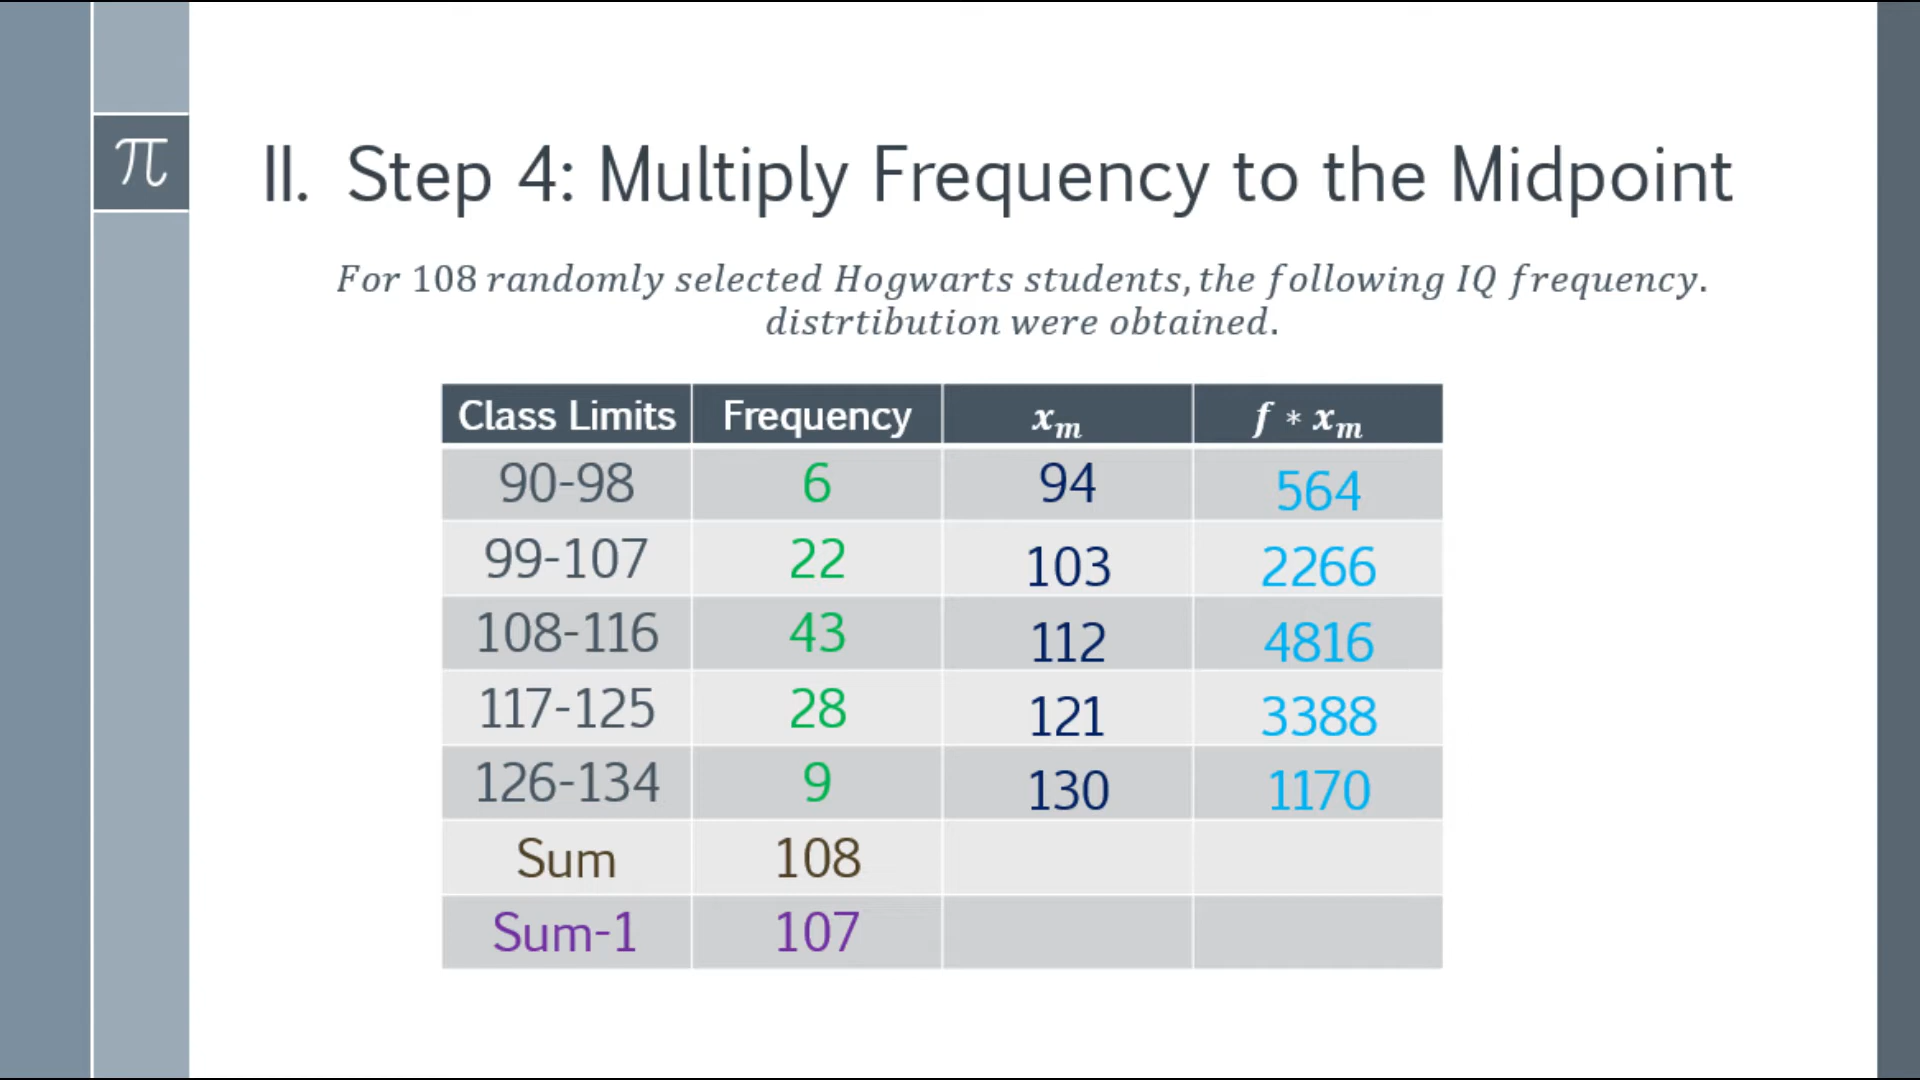 π
II. Step 4: Multiply Frequency to the Midpoint
For 108 randomly selected Hogwarts students, the following IQ frequency.
distrtibution were obtained.
Class Limits Frequency xₘ f * xₘ
90-98 6 94 564
99-107 22 103 2266
108-116 43 112 4816
117-125 28 121 3388
126-134 9 130 1170
Sum 108
Sum-1 107